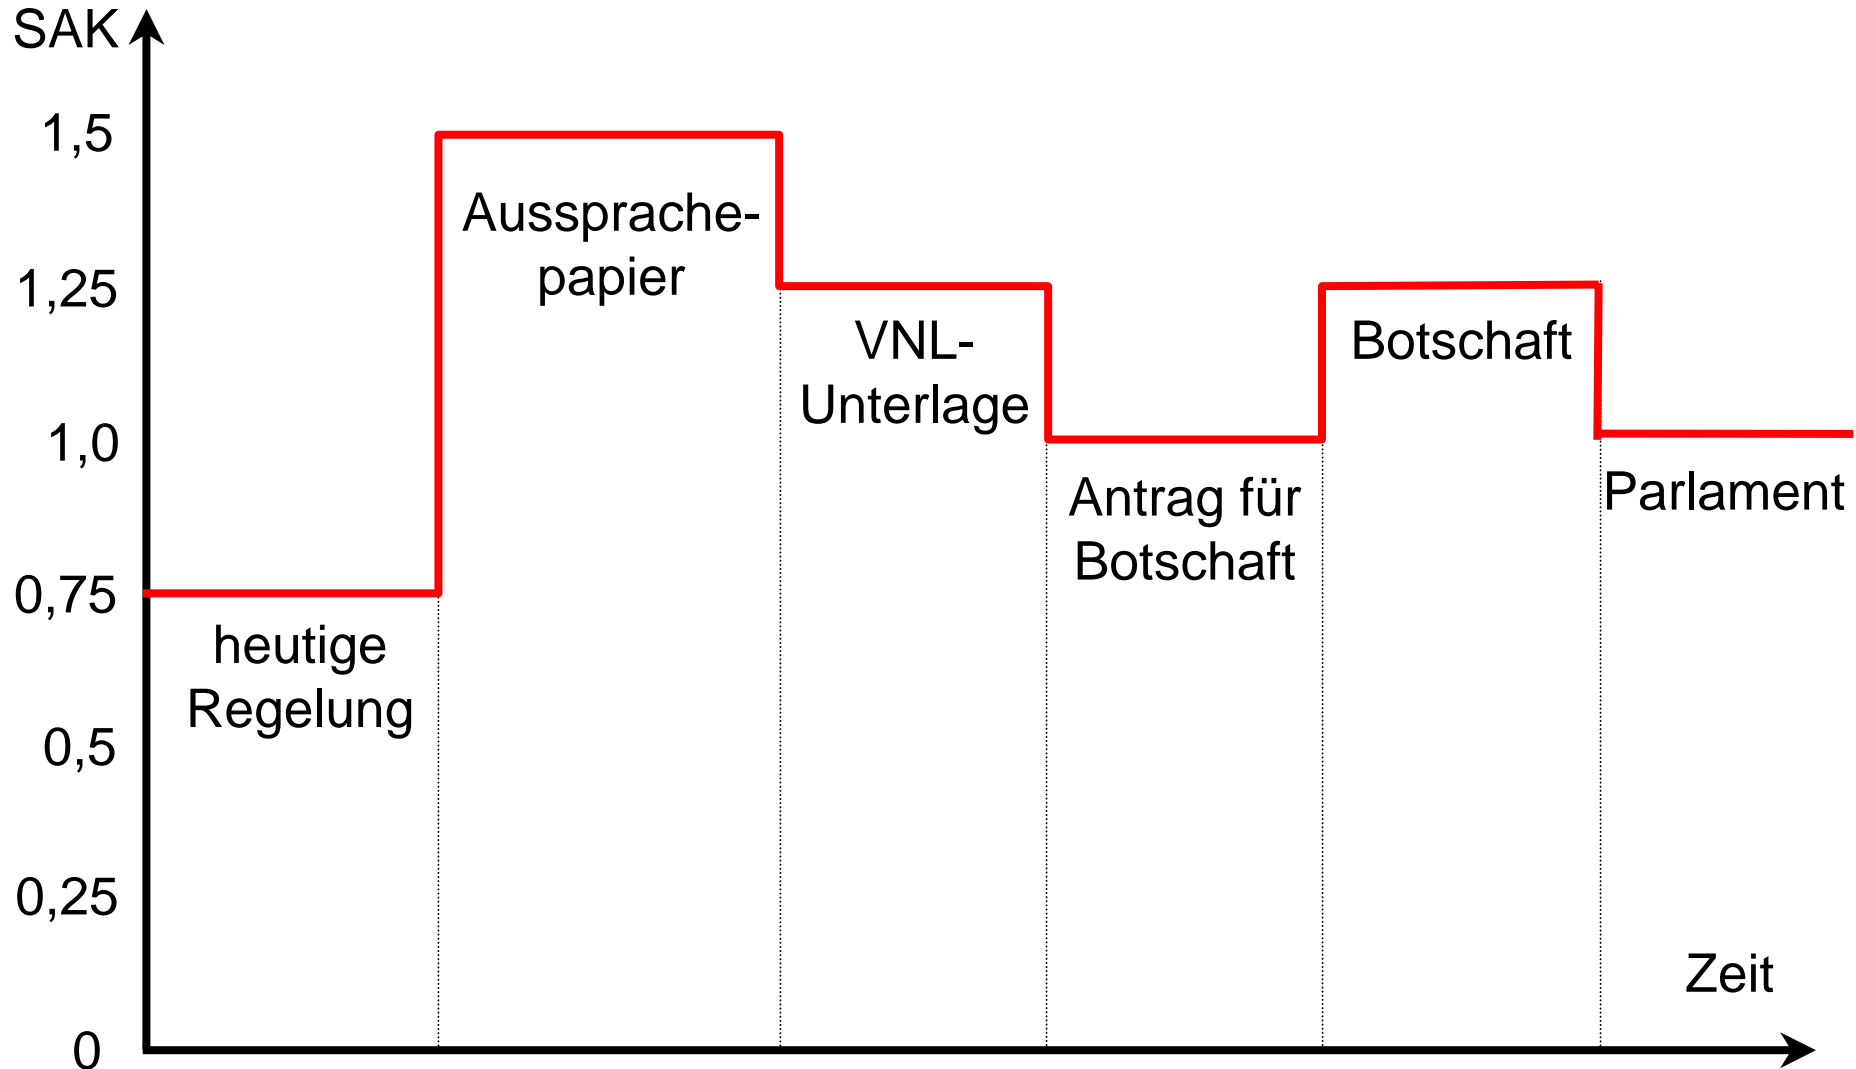 SAK
1,5
1,25
1,0
0,75
0,5
0,25
0
heutige
Regelung
Aussprache-
papier
VNL-
Unterlage
Antrag für
Botschaft
Botschaft
Parlament
Zeit